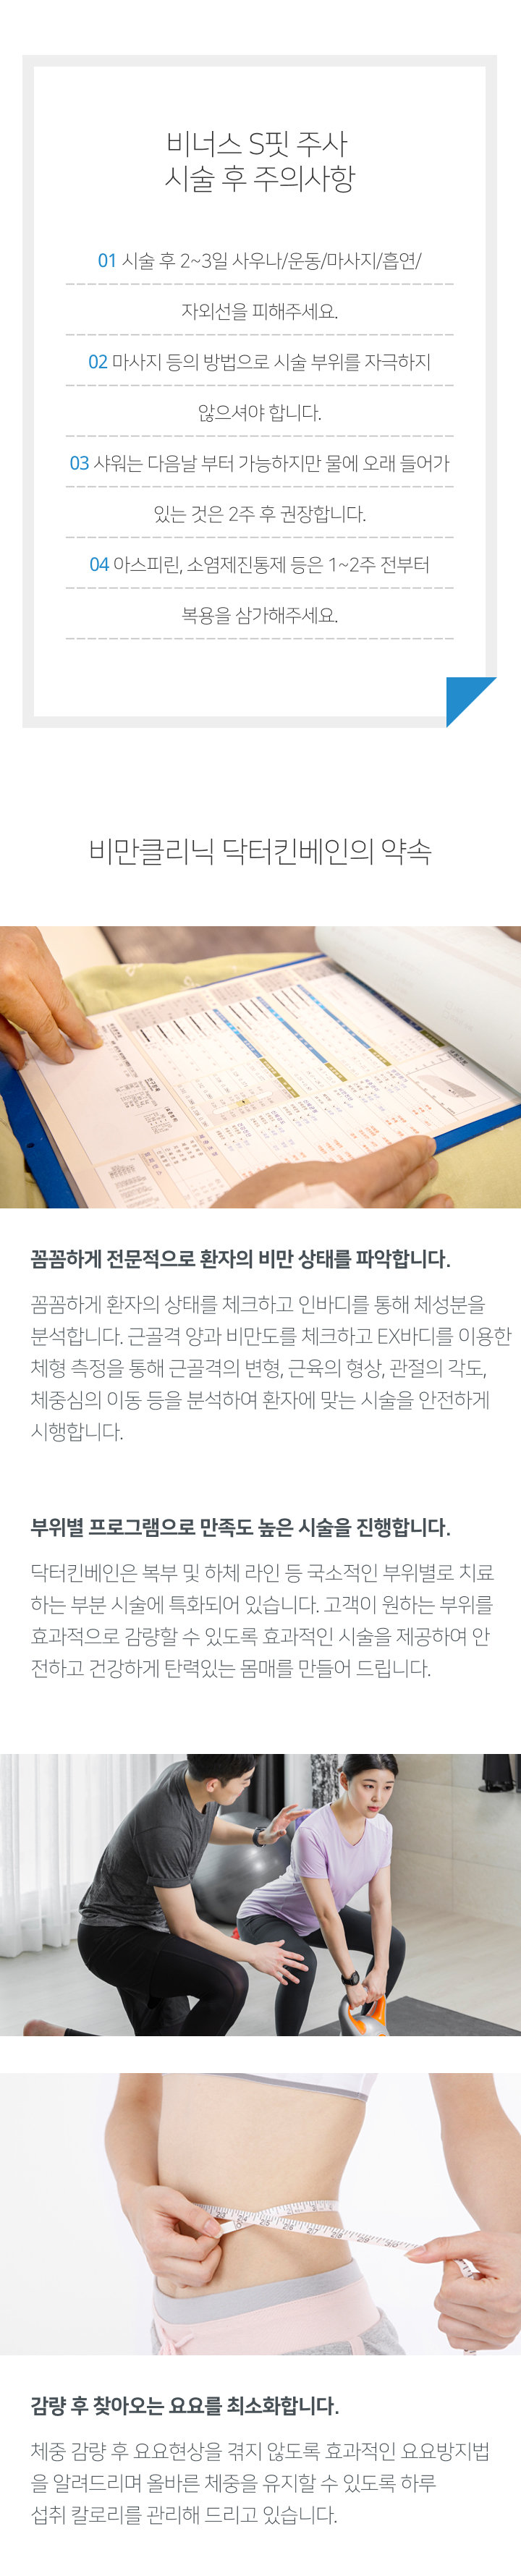 비너스 S핏 주사
시술 후 주의사항
01 시술 후 2~3일 사우나/운동/마사지/흡연/
자외선을 피해주세요.
02 마사지 등의 방법으로 시술 부위를 자극하지
않으셔야 합니다.
03 샤워는 다음날 부터 가능하지만 물에 오래 들어가
있는 것은 2주 후 권장합니다.
04 아스피린, 소염제진통제 등은 1~2주 전부터
복용을 삼가해주세요.
비만클리닉 닥터킨베인의 약속
꼼꼼하게 전문적으로 환자의 비만 상태를 파악합니다.
꼼꼼하게 환자의 상태를 체크하고 인바디를 통해 체성분을
분석합니다. 근골격 양과 비만도를 체크하고 EX바디를 이용한
체형 측정을 통해 근골격의 변형, 근육의 형상, 관절의 각도,
체중심의 이동 등을 분석하여 환자에 맞는 시술을 안전하게
시행합니다.
부위별 프로그램으로 만족도 높은 시술을 진행합니다.
닥터킨베인은 복부 및 하체 라인 등 국소적인 부위별로 치료
하는 부분 시술에 특화되어 있습니다. 고객이 원하는 부위를
효과적으로 감량할 수 있도록 효과적인 시술을 제공하여 안
전하고 건강하게 탄력있는 몸매를 만들어 드립니다.
감량 후 찾아오는 요요를 최소화합니다.
체중 감량 후 요요현상을 겪지 않도록 효과적인 요요방지법
을 알려드리며 올바른 체중을 유지할 수 있도록 하루
섭취 칼로리를 관리해 드리고 있습니다.